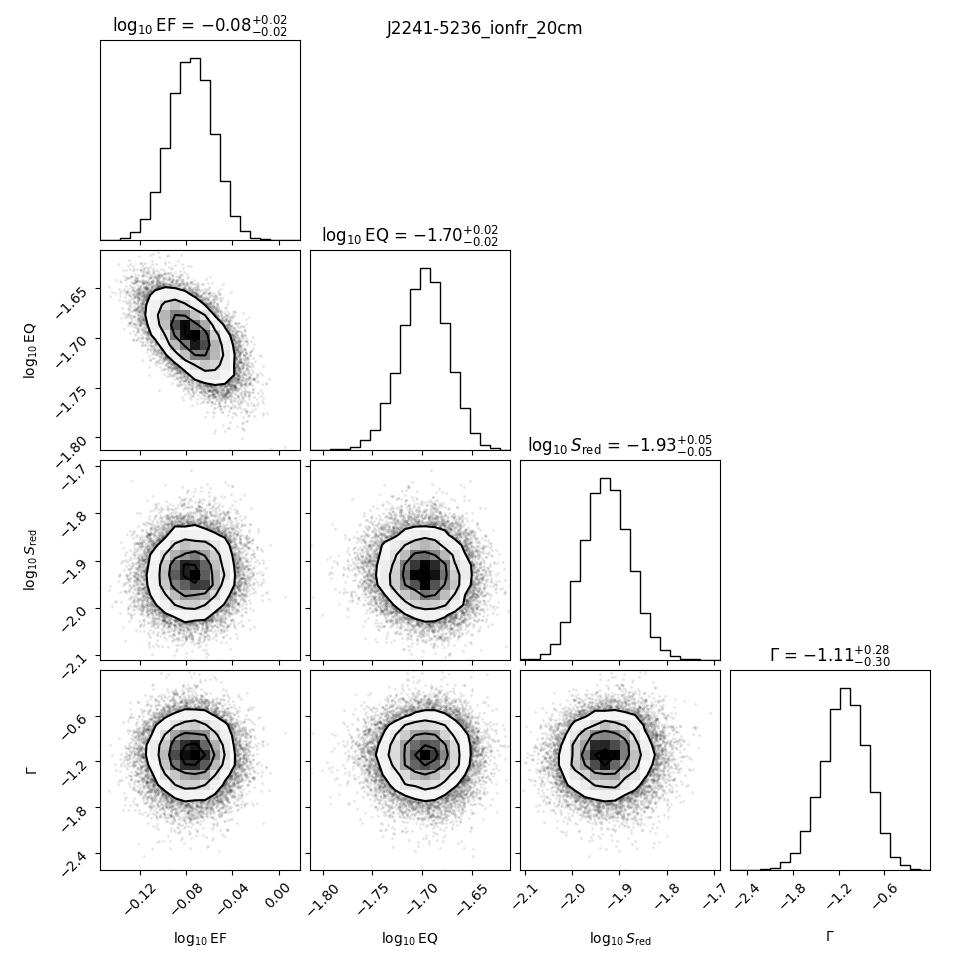 J2241-5236_ionfr_20cm
log₁₀ EF = −0.08 +0.02 −0.02
log₁₀ EQ = −1.70 +0.02 −0.02
−1.65
−1.70
−1.75
−1.80
log₁₀ EQ
log₁₀ S_red = −1.93 +0.05 −0.05
−1.7
−1.8
−1.9
−2.0
−2.1
log₁₀ S_red
Γ = −1.11 +0.28 −0.30
−0.6
−1.2
−1.8
−2.4
Γ
−0.12 −0.08 −0.04 0.00
−1.80 −1.75 −1.70 −1.65
−2.1 −2.0 −1.9 −1.8 −1.7
−2.4 −1.8 −1.2 −0.6
log₁₀ EF
log₁₀ EQ
log₁₀ S_red
Γ